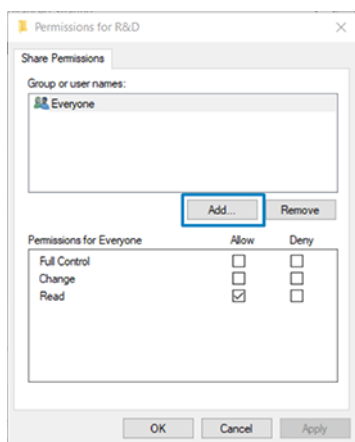 Permissions for R&D
Share Permissions
Group or user names:
Everyone
Add... Remove
Permissions for Everyone Allow Deny
Full Control
Change
Read
OK Cancel Apply